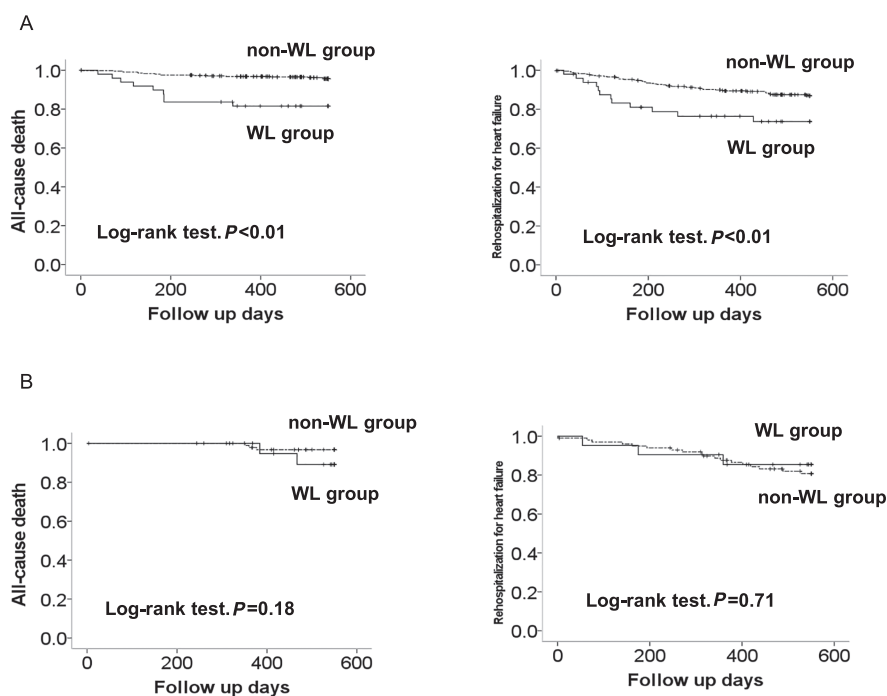 A
non-WL group
1.0
0.8
0.6
0.4
0.2
0.0
All-cause death
WL group
Log-rank test. P<0.01
0 200 400 600
Follow up days
non-WL group
1.0
0.8
0.6
0.4
0.2
0.0
Rehospitalization for heart failure
WL group
Log-rank test. P<0.01
0 200 400 600
Follow up days
B
non-WL group
1.0
0.8
0.6
0.4
0.2
0.0
All-cause death
WL group
Log-rank test. P=0.18
0 200 400 600
Follow up days
WL group
1.0
0.8
0.6
0.4
0.2
0.0
Rehospitalization for heart failure
non-WL group
Log-rank test. P=0.71
0 200 400 600
Follow up days